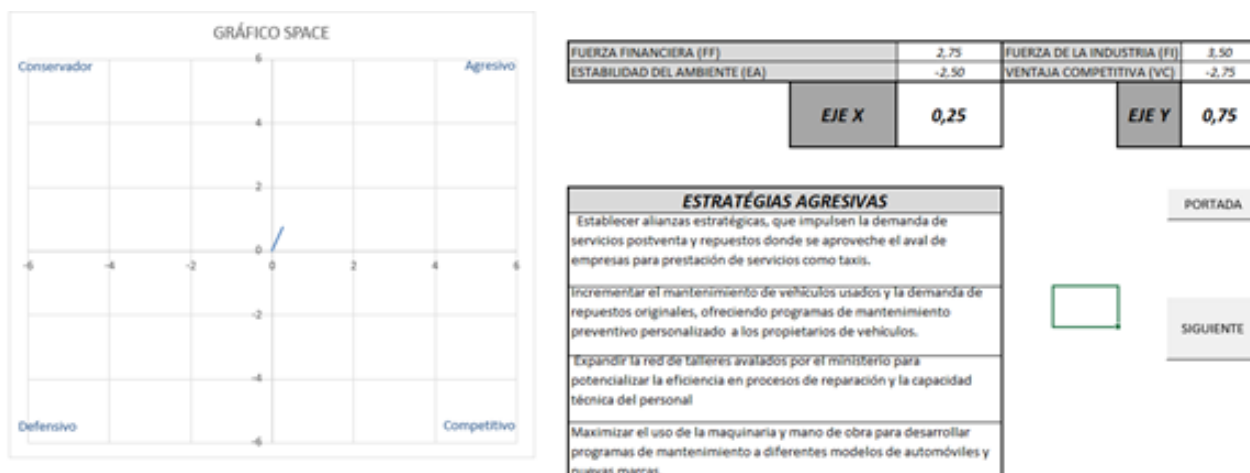 GRÁFICO SPACE
Conservador
Agresivo
6
4
2
0
-6 -4 -2 0 2 4 6
-2
-4
-6
Defensivo
Competitivo
FUERZA FINANCIERA (FF) 2,75 FUERZA DE LA INDUSTRIA (FI) 3,50
ESTABILIDAD DEL AMBIENTE (EA) -2,50 VENTAJA COMPETITIVA (VC) -2,75
EJE X 0,25 EJE Y 0,75
ESTRATÉGIAS AGRESIVAS
Establecer alianzas estratégicas, que impulsen la demanda de
servicios postventa y repuestos donde se aproveche el aval de
empresas para prestación de servicios como taxis.
Incrementar el mantenimiento de vehículos usados y la demanda de
repuestos originales, ofreciendo programas de mantenimiento
preventivo personalizado a los propietarios de vehículos.
Expandir la red de talleres avalados por el ministerio para
potencializar la eficiencia en procesos de reparación y la capacidad
técnica del personal
Maximizar el uso de la maquinaria y mano de obra para desarrollar
programas de mantenimiento a diferentes modelos de automóviles y
nuevas marcas
PORTADA
SIGUIENTE